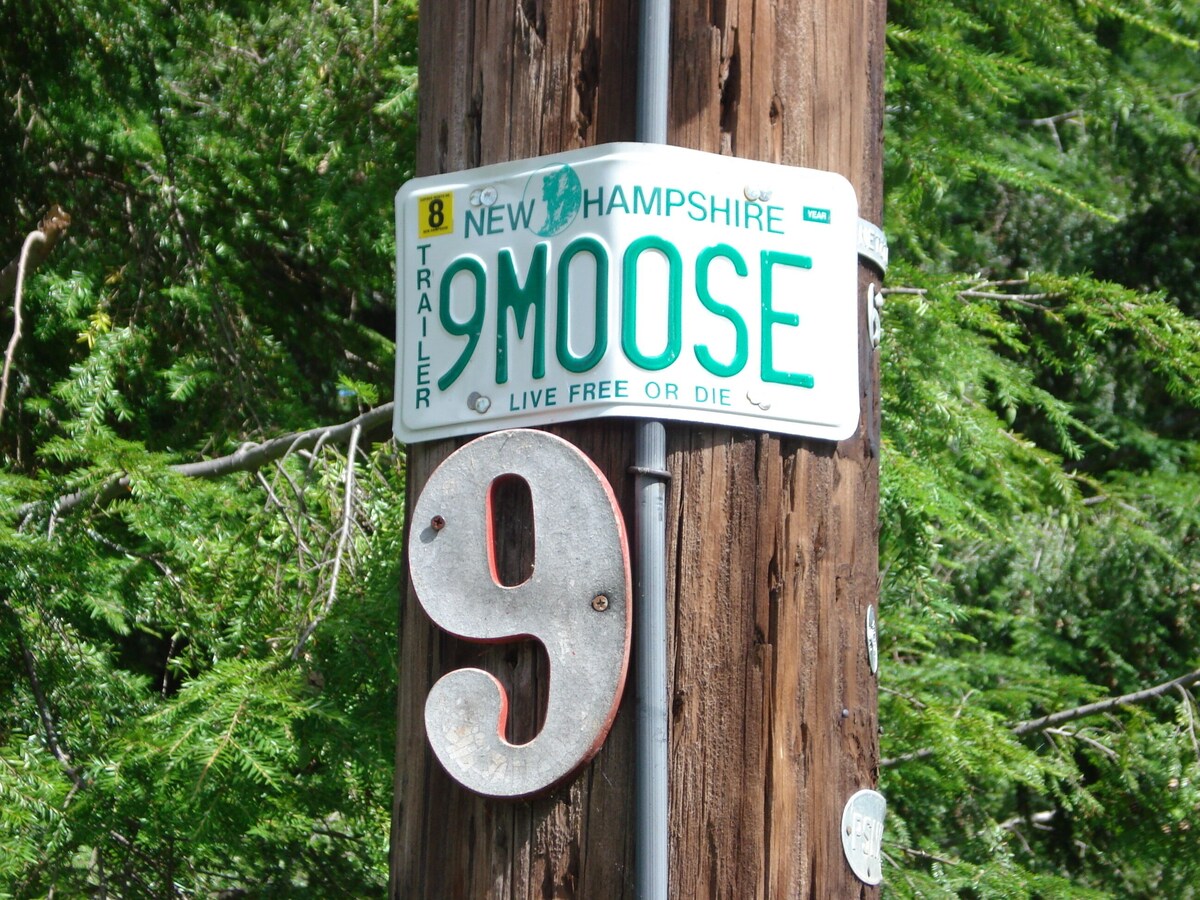 8
NEW HAMPSHIRE
YEAR
TRAILER
9MOOSE
LIVE FREE OR DIE
9